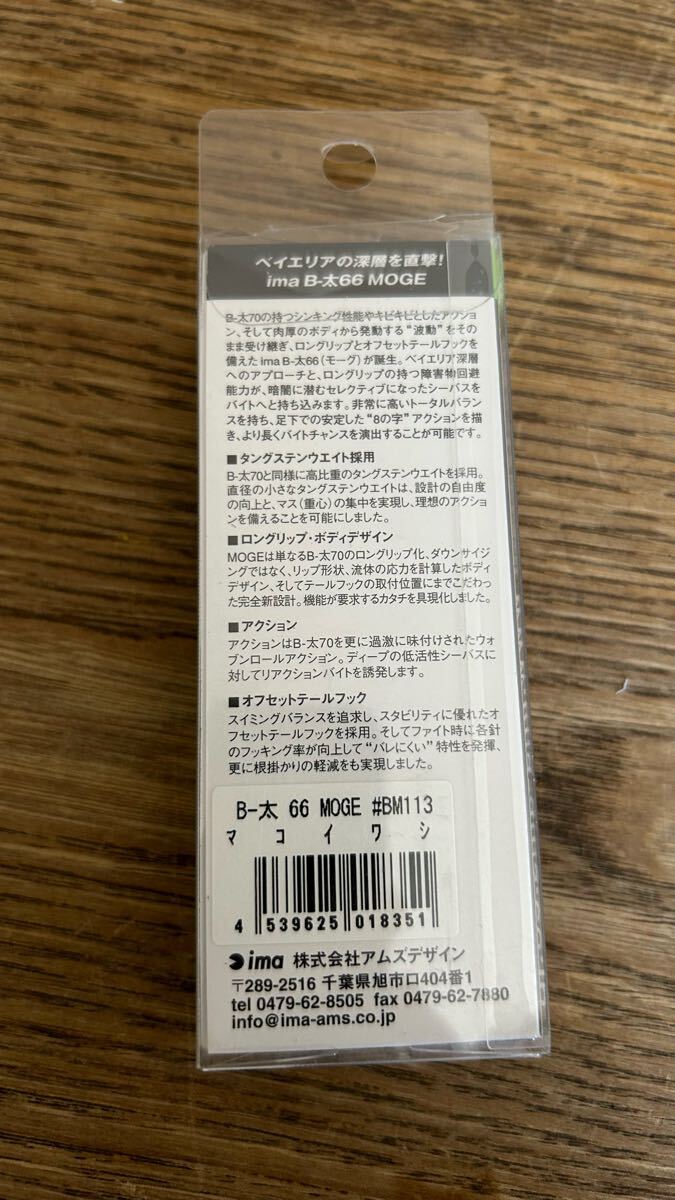 ベイエリアの深層を直撃!
ima B-太66 MOGE
B-太70の持つシンキング性能やキビキビとしたアクショ
ン、そして肉厚のボディから発動する“波動”をその
まま受け継ぎ、ロングリップとオフセットテールフックを
備えた ima B-太66（モーグ）が誕生。ベイエリア深層
へのアプローチと、ロングリップの持つ障害物回避
能力が、暗闇に潜むセレクティブになったシーバスを
バイトへと持ち込みます。非常に高いトータルバラン
スを持ち、足下での安定した“8の字”アクションを描
き、より長くバイトチャンスを演出することが可能です。
■タングステンウエイト採用
B-太70と同様に高比重のタングステンウエイトを採用。
直径の小さなタングステンウエイトは、設計の自由度
の向上と、マス（重心）の集中を実現し、理想のアクション
を備えることを可能にしました。
■ロングリップ・ボディデザイン
MOGEは単なるB-太70のロングリップ化、ダウンサイジ
ングではなく、リップ形状、流体の応力を計算したボディ
デザイン、そしてテールフックの取付位置にまでこだわっ
た完全新設計。機能が要求するカタチを具現化しました。
■アクション
アクションはB-太70を更に過激に味付けされたウォ
ブンロールアクション。ディープの低活性シーバスに
対してリアクションバイトを誘発します。
■オフセットテールフック
スイミングバランスを追求し、スタビリティに優れたオ
フセットテールフックを採用。そしてファイト時に各針
のフッキング率が向上して“バレにくい”特性を発揮、
更に根掛かりの軽減をも実現しました。
B-太 66 MOGE #BM113
マコイワシ
4 539625 018351
ima 株式会社アムズデザイン
〒289-2516 千葉県旭市ロ404番1
tel 0479-62-8505 fax 0479-62-7880
info@ima-ams.co.jp